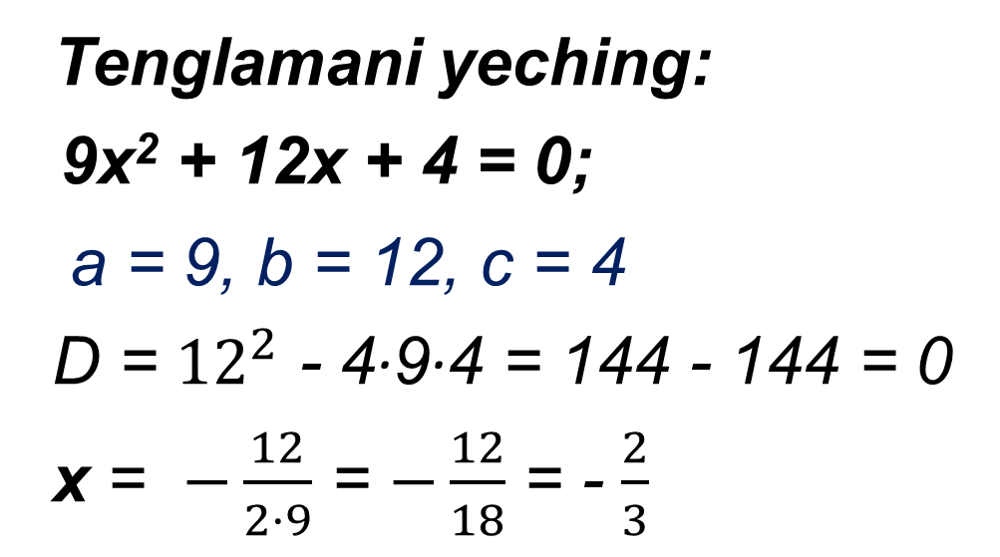 Tenglamani yeching:
9x² + 12x + 4 = 0;
a = 9, b = 12, c = 4
D = 12² - 4·9·4 = 144 - 144 = 0
x = − 12/2·9 = − 12/18 = - 2/3